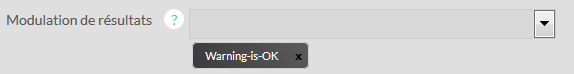 Modulation de résultats ?
Warning-is-OK x